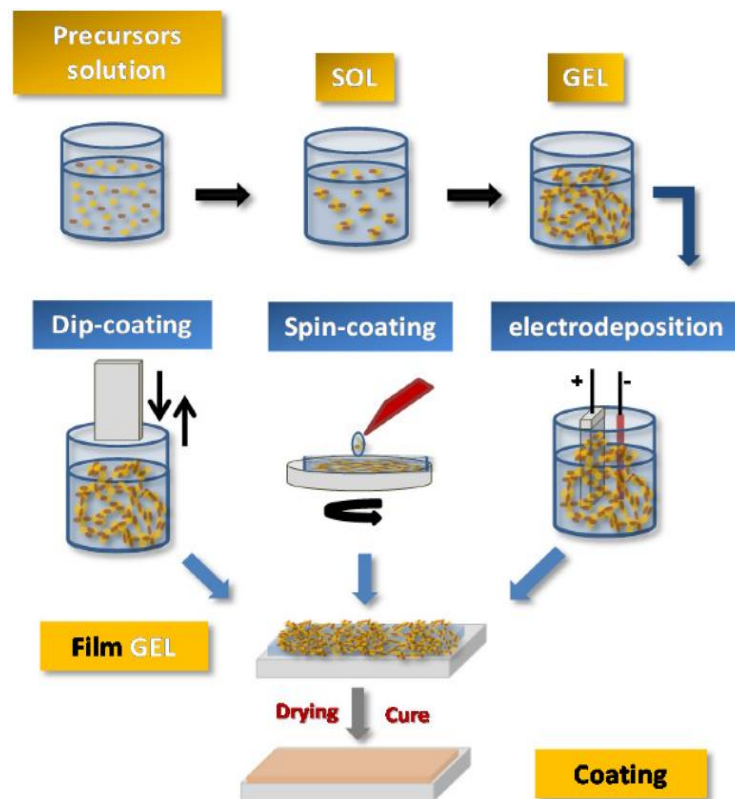 Precursors
solution
SOL
GEL
Dip-coating
Spin-coating
electrodeposition
+
-
Film GEL
Drying
Cure
Coating